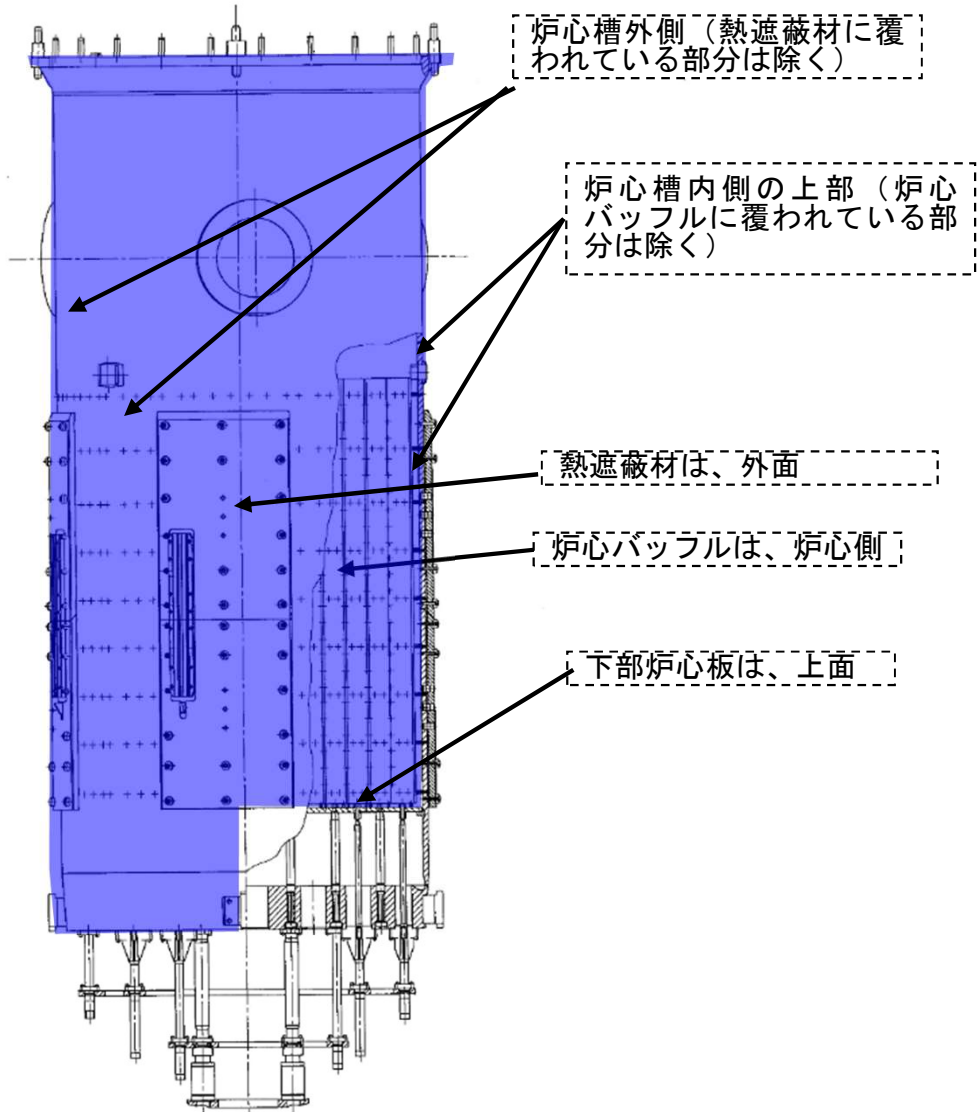 炉心槽外側（熱遮蔽材に覆
われている部分は除く）
炉心槽内側の上部（炉心
バッフルに覆われている部
分は除く）
熱遮蔽材は、外面
炉心バッフルは、炉心側
下部炉心板は、上面